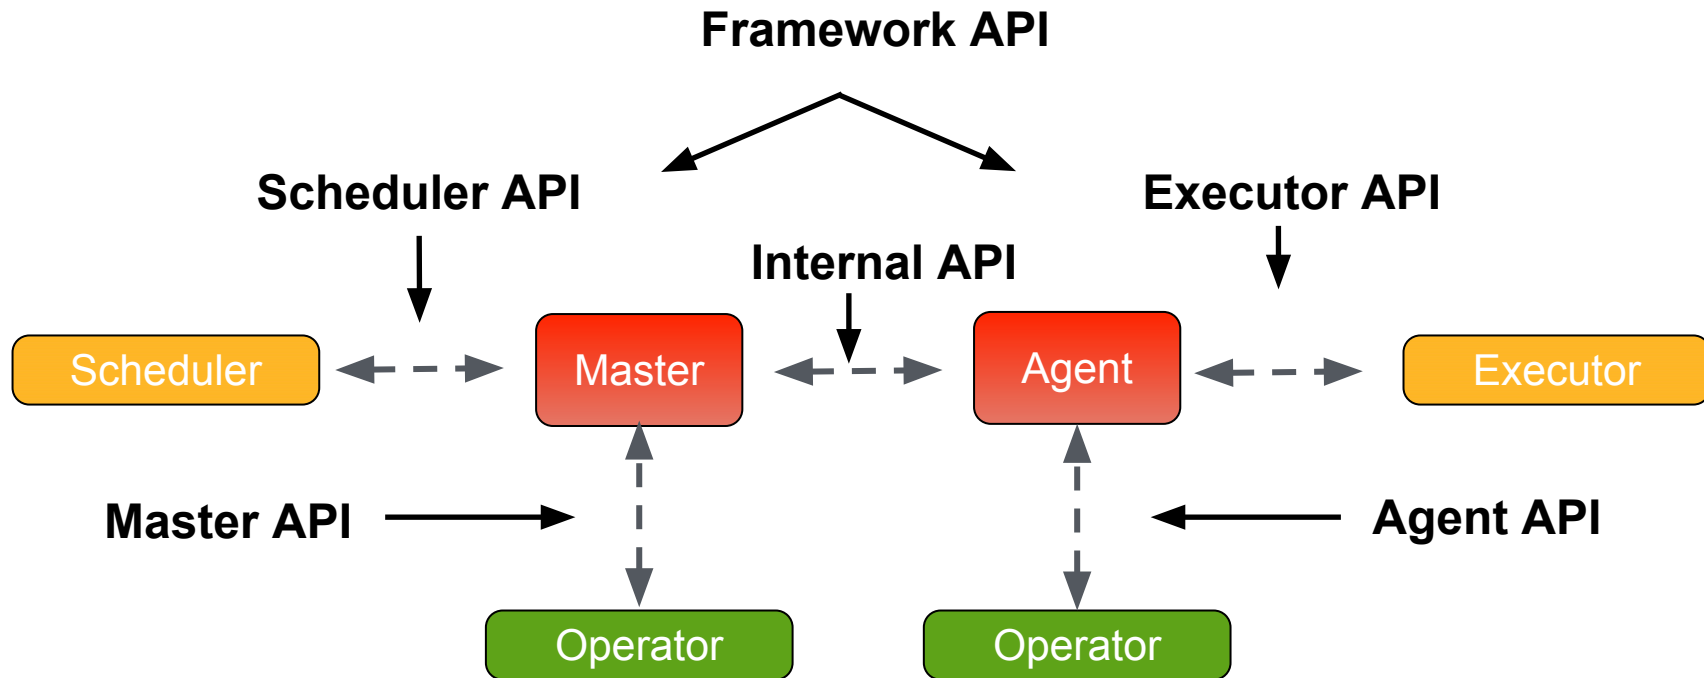 Framework API
Scheduler API
Executor API
Internal API
Scheduler
Master
Agent
Executor
Master API
Agent API
Operator
Operator